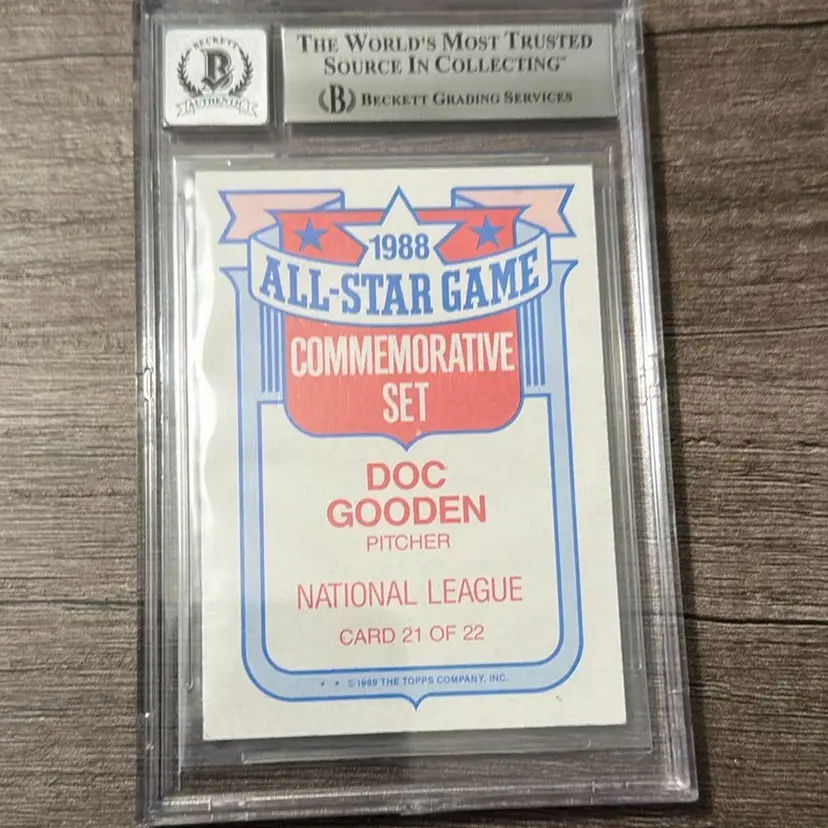 BECKETT
B
AUTHENTIC
THE WORLD'S MOST TRUSTED
SOURCE IN COLLECTING™
B BECKETT GRADING SERVICES
1988
ALL-STAR GAME
COMMEMORATIVE
SET
DOC
GOODEN
PITCHER
NATIONAL LEAGUE
CARD 21 OF 22
* * ©1989 THE TOPPS COMPANY, INC.